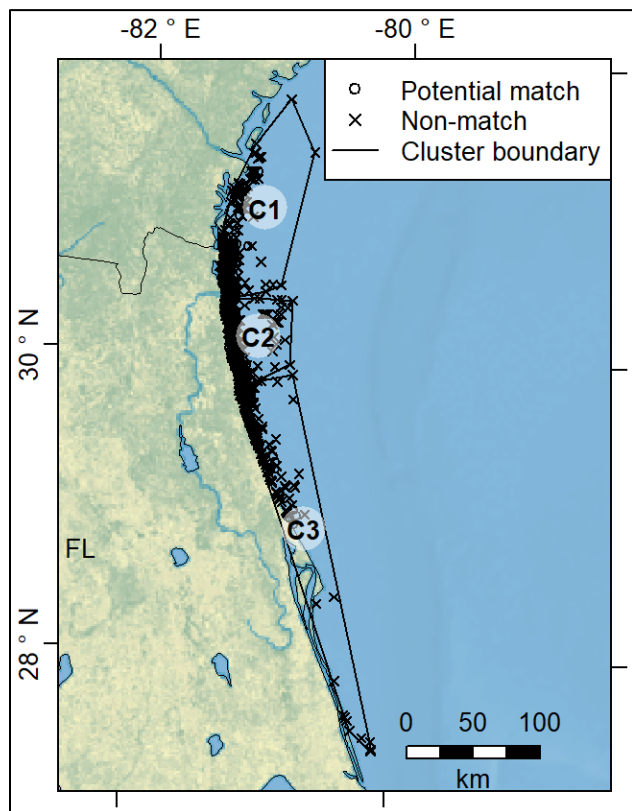 -82 ° E
-80 ° E
Potential match
Non-match
Cluster boundary
C1
30 ° N
C2
C3
FL
28 ° N
0 50 100
km